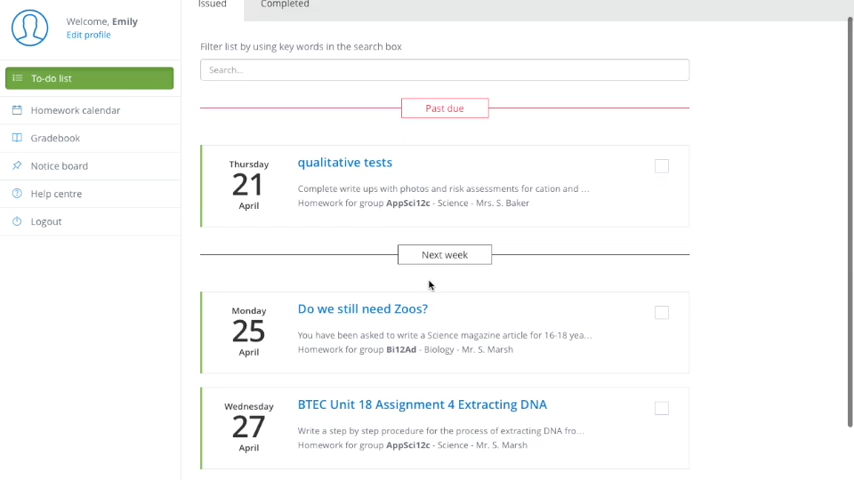 Issued
Completed
Welcome, Emily
Edit profile
To-do list
Homework calendar
Gradebook
Notice board
Help centre
Logout
Filter list by using key words in the search box
Search...
Past due
Thursday
21
April
qualitative tests
Complete write ups with photos and risk assessments for cation and ...
Homework for group AppSci12c - Science - Mrs. S. Baker
Next week
Monday
25
April
Do we still need Zoos?
You have been asked to write a Science magazine article for 16-18 yea...
Homework for group Bi12Ad - Biology - Mr. S. Marsh
Wednesday
27
April
BTEC Unit 18 Assignment 4 Extracting DNA
Write a step by step procedure for the process of extracting DNA fro...
Homework for group AppSci12c - Science - Mr. S. Marsh